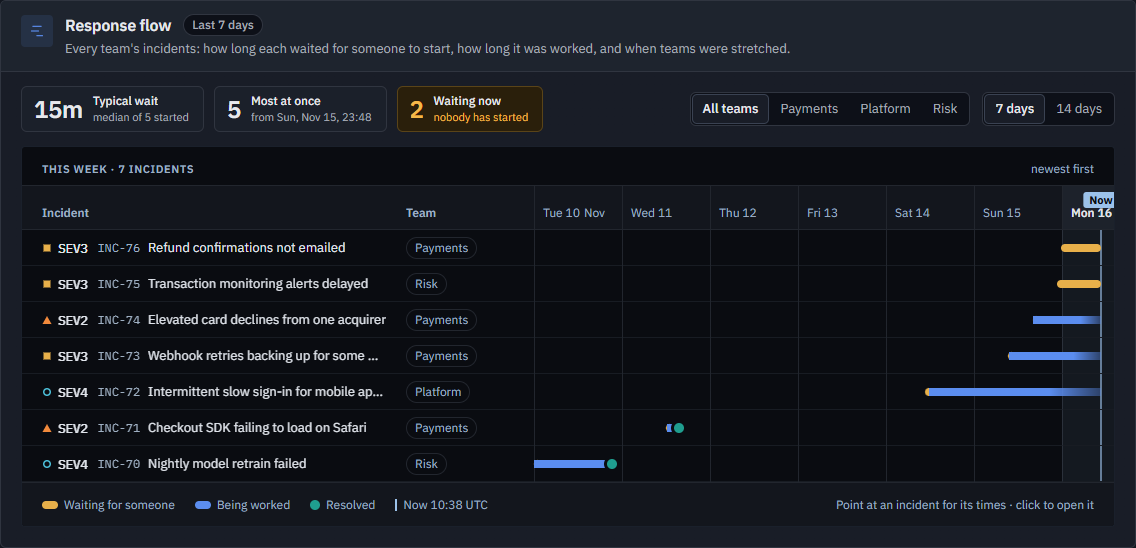 Response flow Last 7 days
Every team's incidents: how long each waited for someone to start, how long it was worked, and when teams were stretched.
15m Typical wait
median of 5 started
5 Most at once
from Sun, Nov 15, 23:48
2 Waiting now
nobody has started
All teams Payments Platform Risk
7 days 14 days
THIS WEEK · 7 INCIDENTS newest first
Now
Incident Team Tue 10 Nov Wed 11 Thu 12 Fri 13 Sat 14 Sun 15 Mon 16
SEV3 INC-76 Refund confirmations not emailed Payments
SEV3 INC-75 Transaction monitoring alerts delayed Risk
SEV2 INC-74 Elevated card declines from one acquirer Payments
SEV3 INC-73 Webhook retries backing up for some ... Payments
SEV4 INC-72 Intermittent slow sign-in for mobile ap... Platform
SEV2 INC-71 Checkout SDK failing to load on Safari Payments
SEV4 INC-70 Nightly model retrain failed Risk
Waiting for someone Being worked Resolved Now 10:38 UTC Point at an incident for its times · click to open it